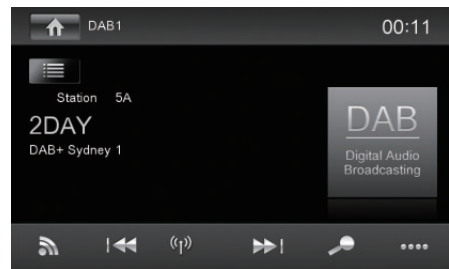 DAB1
00:11
Station 5A
2DAY
DAB+ Sydney 1
DAB
Digital Audio
Broadcasting